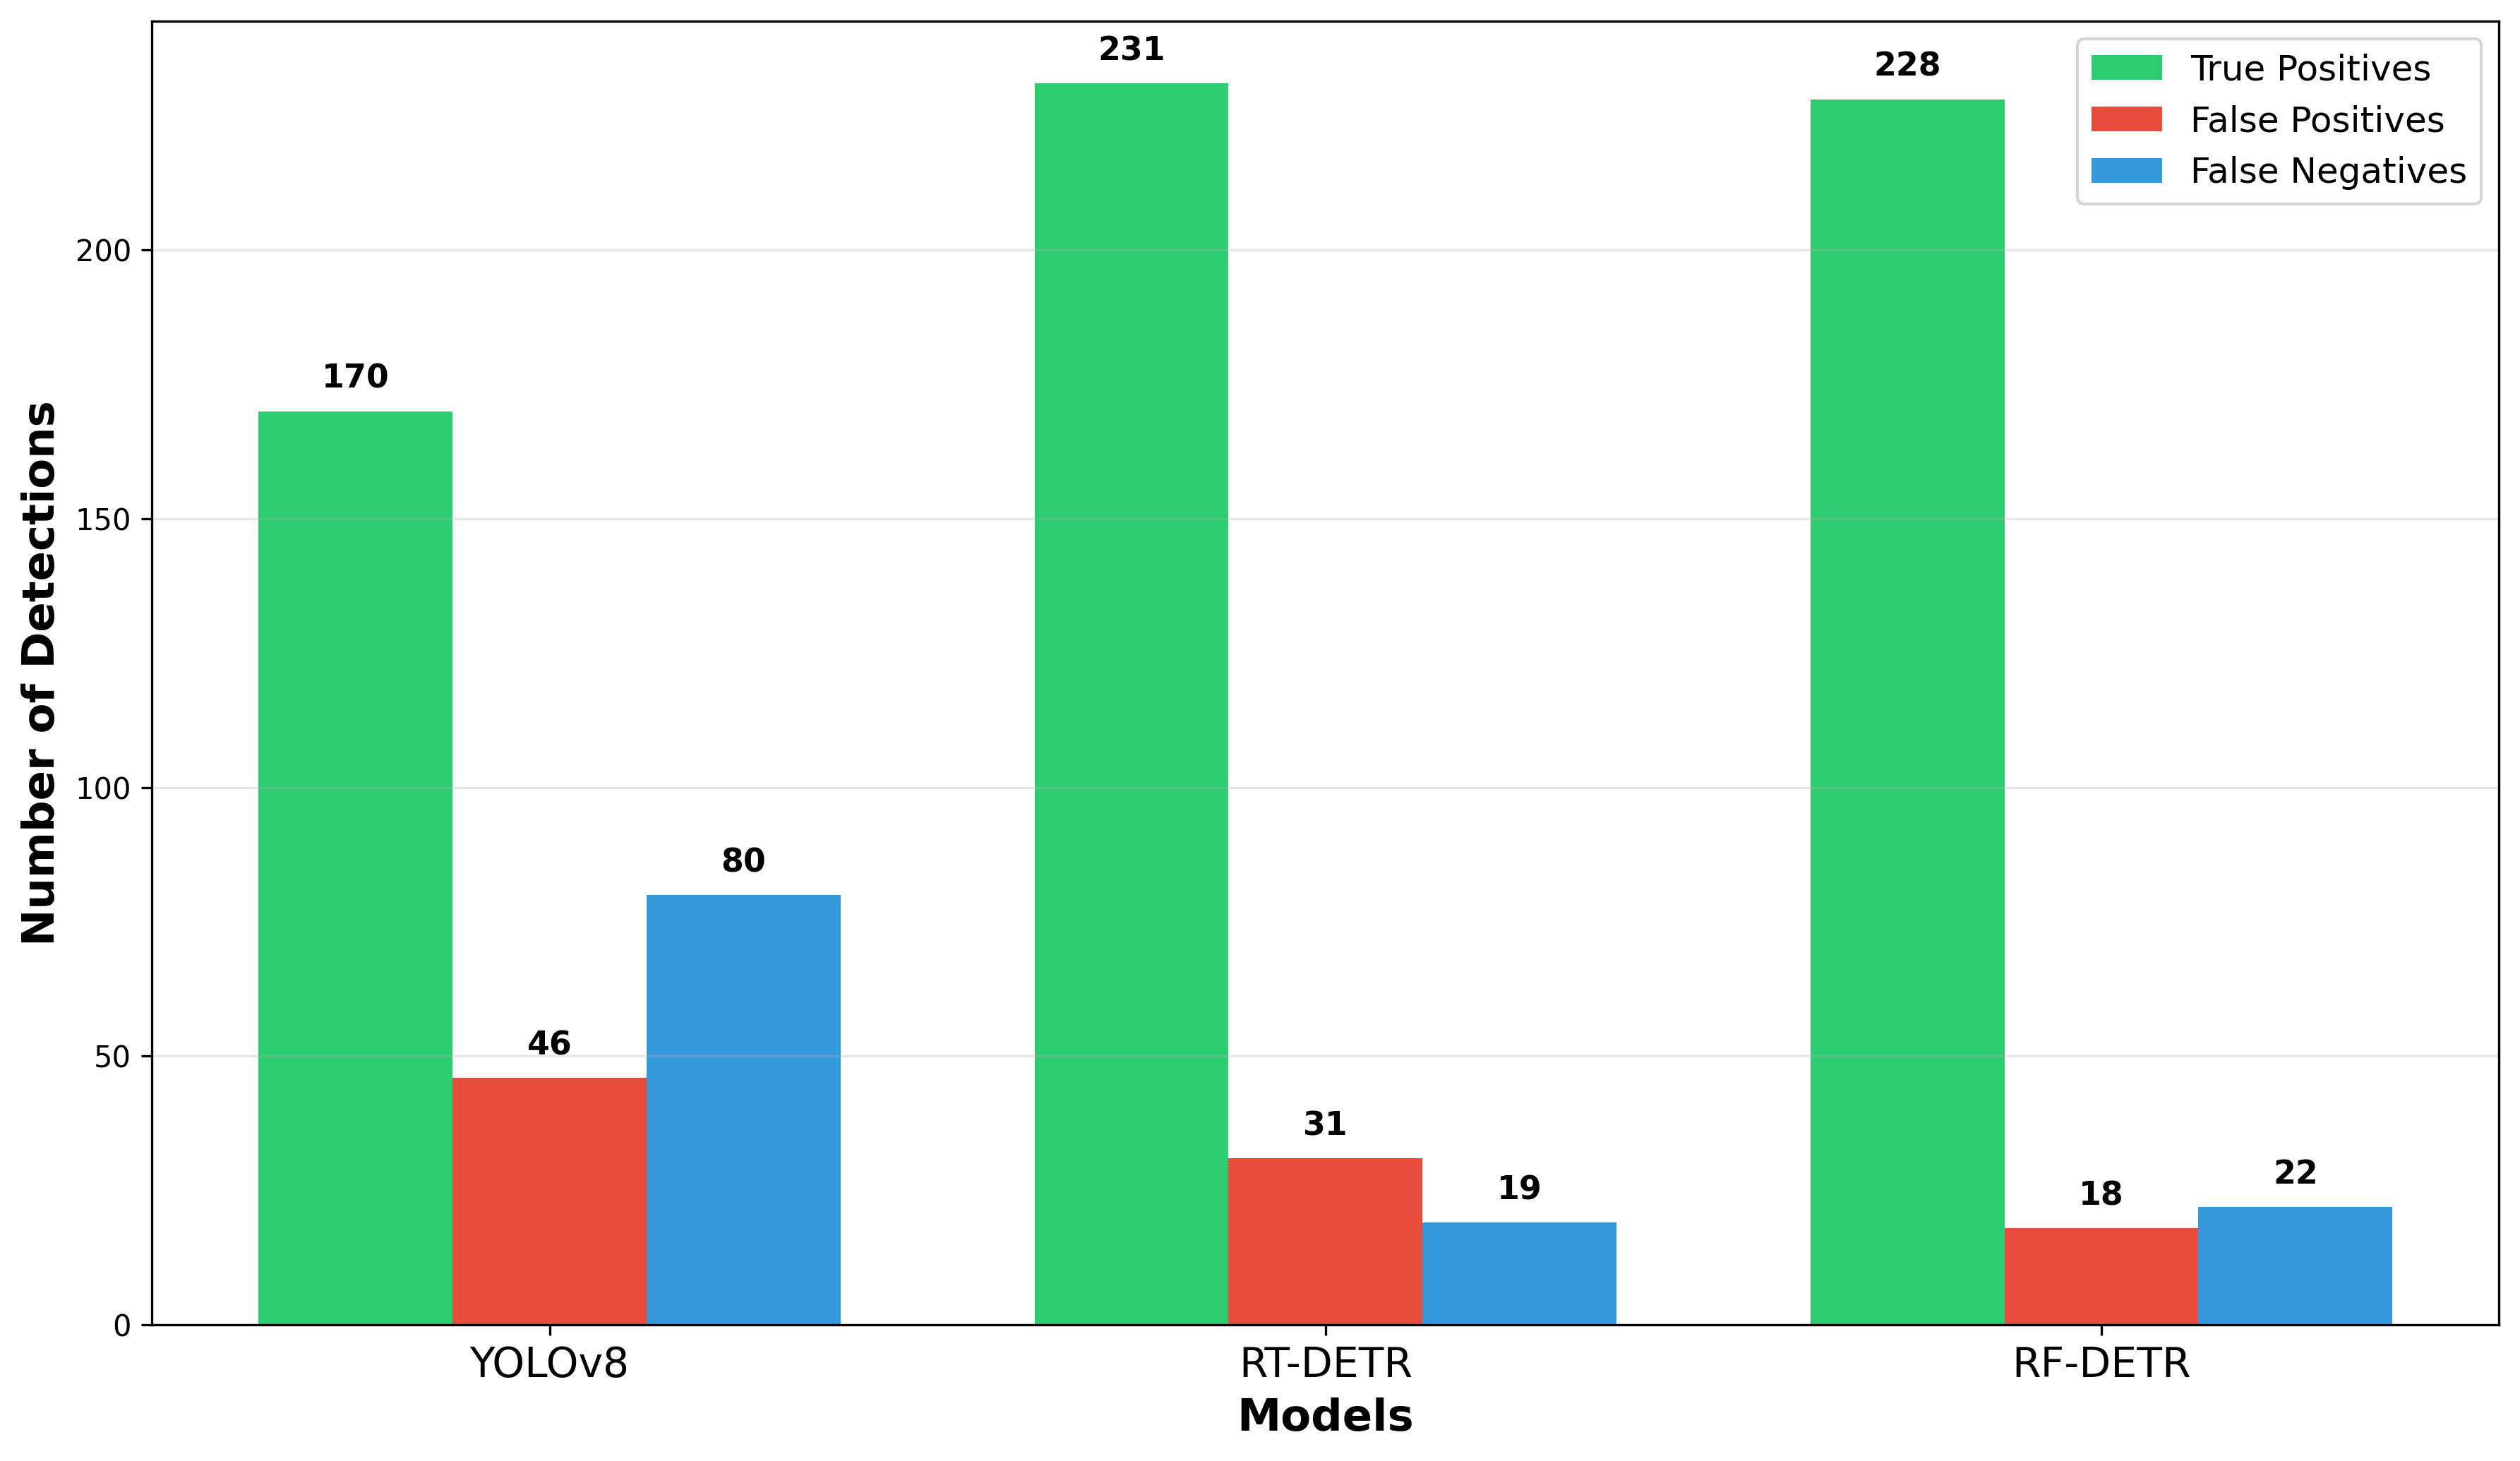 231
228
True Positives
False Positives
False Negatives
200
170
150
Number of Detections
100
80
50
46
31
19
18
22
0
YOLOv8
RT-DETR
RF-DETR
Models